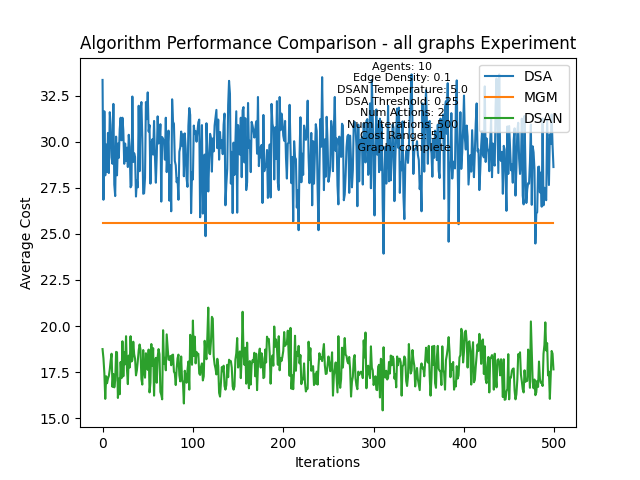 Algorithm Performance Comparison - all graphs Experiment
Agents: 10
Edge Density: 0.1
DSAN Temperature: 5.0
DSA Threshold: 0.25
Num Actions: 2
Num Iterations: 500
Cost Range: 51
Graph: complete
DSA
MGM
DSAN
Average Cost
32.5
30.0
27.5
25.0
22.5
20.0
17.5
15.0
0 100 200 300 400 500
Iterations